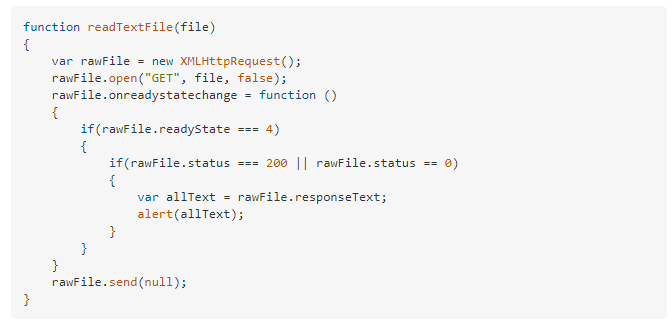 function readTextFile(file)
{
    var rawFile = new XMLHttpRequest();
    rawFile.open("GET", file, false);
    rawFile.onreadystatechange = function ()
    {
        if(rawFile.readyState === 4)
        {
            if(rawFile.status === 200 || rawFile.status == 0)
            {
                var allText = rawFile.responseText;
                alert(allText);
            }
        }
    }
    rawFile.send(null);
}